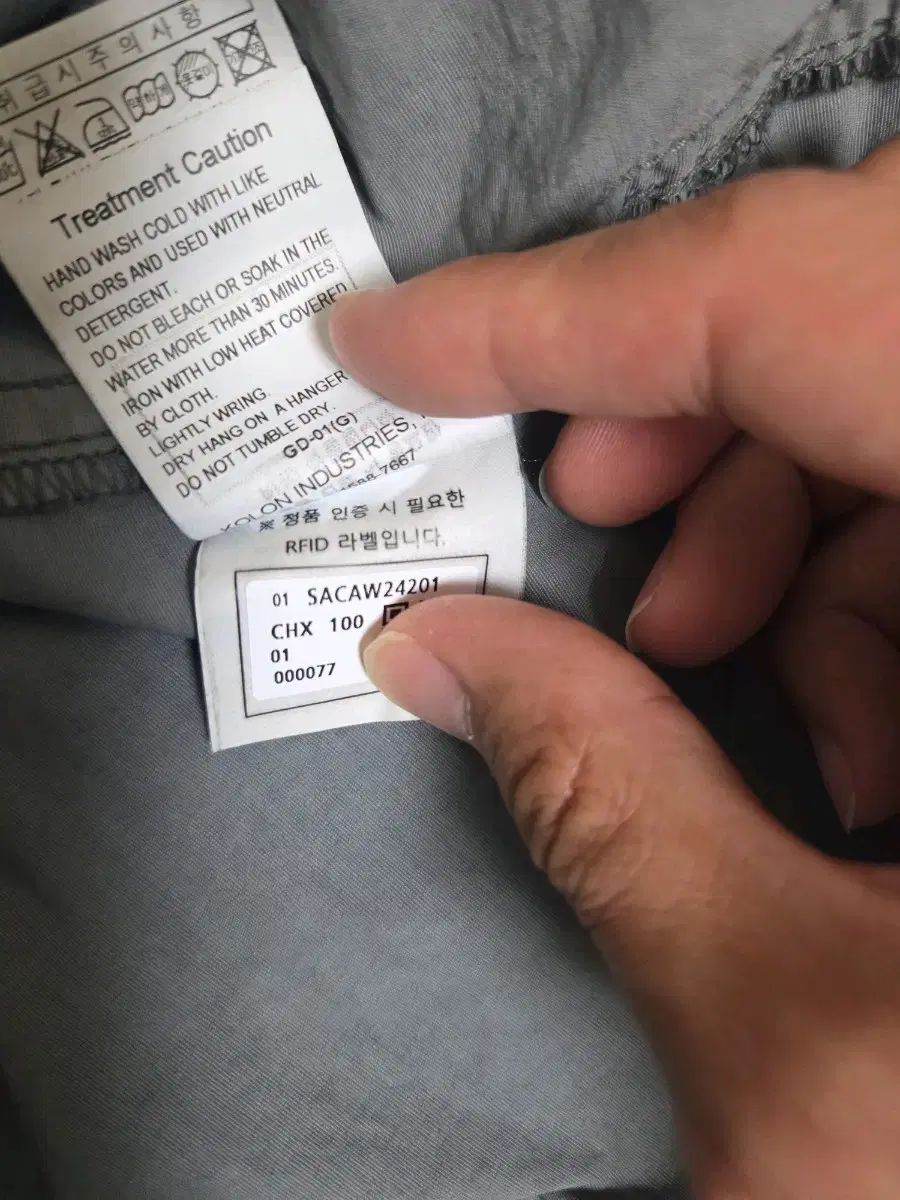 취급시주의사항
Treatment Caution
HAND WASH COLD WITH LIKE
COLORS AND USED WITH NEUTRAL
DETERGENT.
DO NOT BLEACH OR SOAK IN THE
WATER MORE THAN 30 MINUTES.
IRON WITH LOW HEAT COVERED
BY CLOTH.
LIGHTLY WRING.
DRY HANG ON A HANGER
DO NOT TUMBLE DRY.
GD-01(G)
KOLON INDUSTRIES,
7667
※ 정품 인증 시 필요한
RFID 라벨입니다.
01 SACAW24201
CHX 100
01
000077